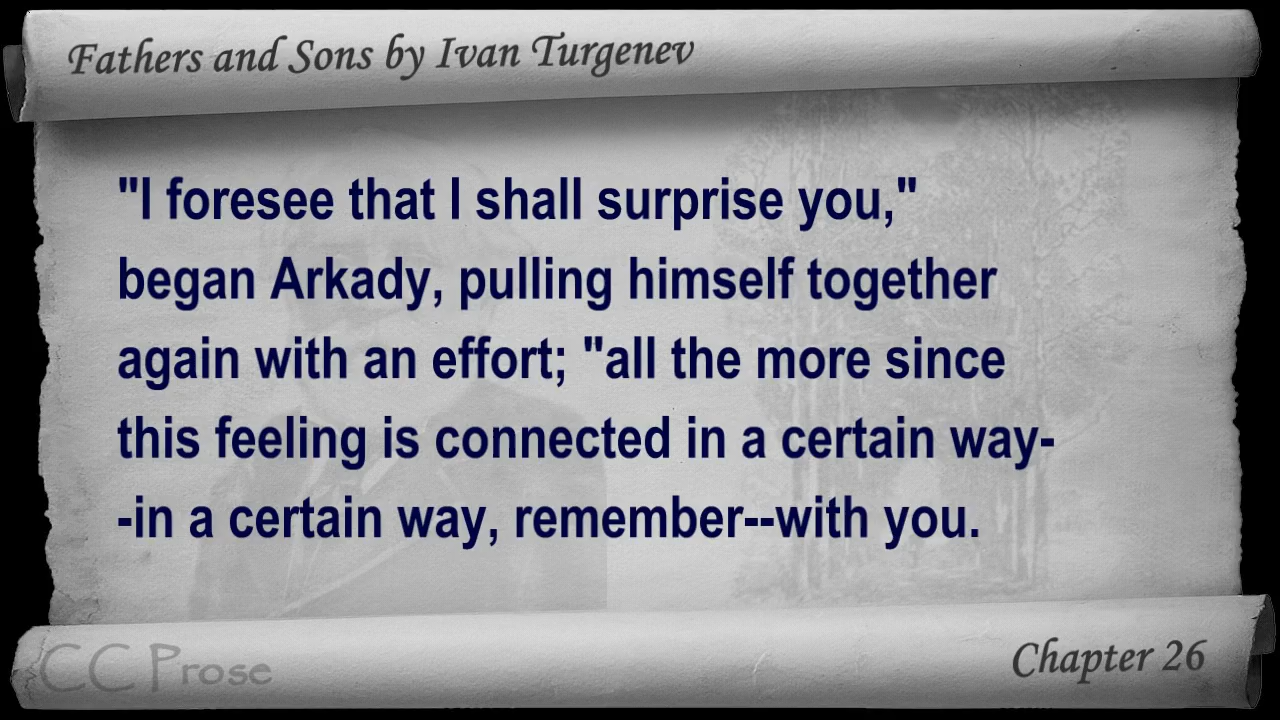 Fathers and Sons by Ivan Turgenev
"I foresee that I shall surprise you,"
began Arkady, pulling himself together
again with an effort; "all the more since
this feeling is connected in a certain way-
-in a certain way, remember--with you.
CC Prose
Chapter 26